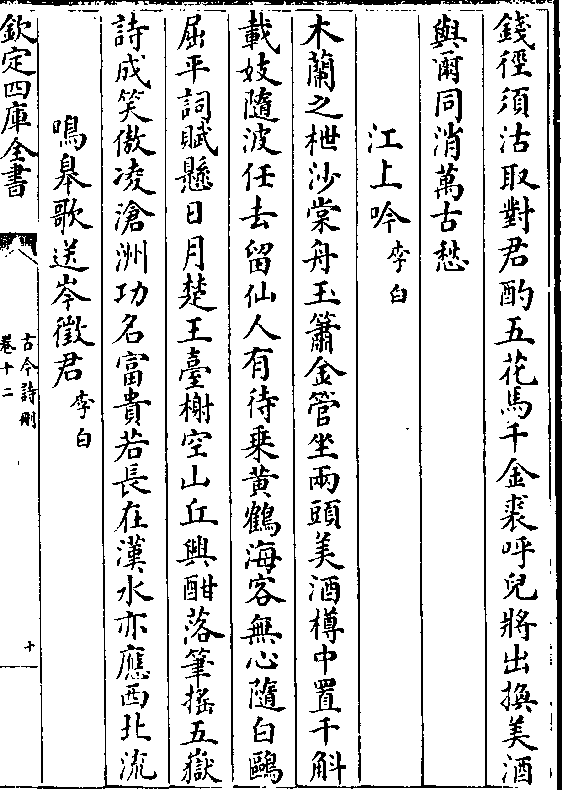 錢徑須沽取對君酌五花馬千金裘呼兒將出換美酒
與爾同消萬古愁
江上吟李白
木蘭之枻沙棠舟玉簫金管坐兩頭美酒樽中置千斛
載妓隨波任去留仙人有待乗黄鶴海客無心隨白鷗
屈平詞賦懸日月楚王臺榭空山丘興酣落筆搖五嶽
詩成笑傲凌滄洲功名富貴若長在漢水亦應西北流
鳴皋歌送岑徵君李白
欽定四庫全書
古今詩刪
卷十二
十